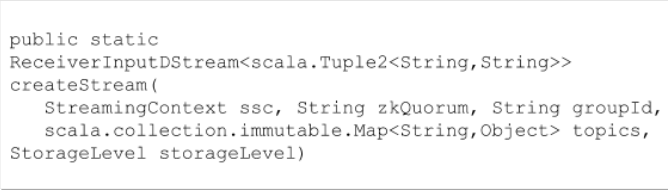 public static
ReceiverInputDStream<scala.Tuple2<String,String>>
createStream(
StreamingContext ssc, String zkQuorum, String groupId,
scala.collection.immutable.Map<String,Object> topics,
StorageLevel storageLevel)